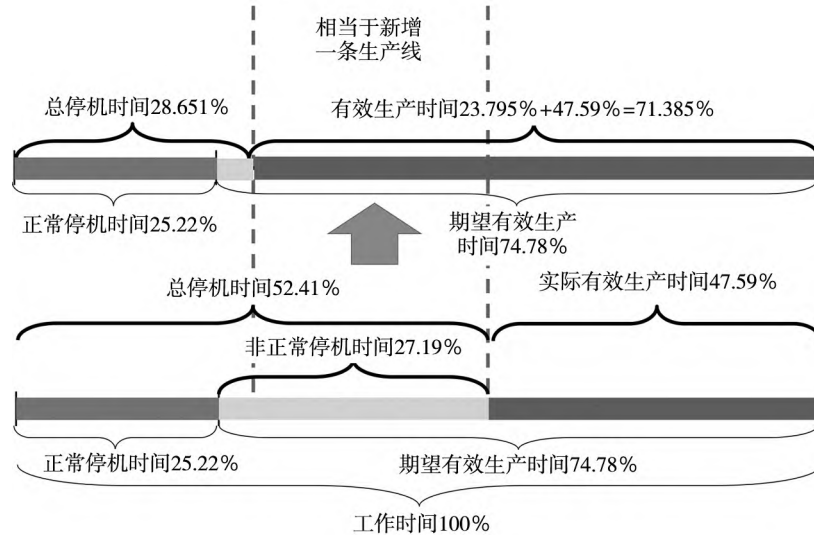 相当于新增
一条生产线
总停机时间28.651%
有效生产时间23.795%+47.59%=71.385%
正常停机时间25.22%
期望有效生产
时间74.78%
总停机时间52.41%
实际有效生产时间47.59%
非正常停机时间27.19%
正常停机时间25.22%
期望有效生产时间74.78%
工作时间100%